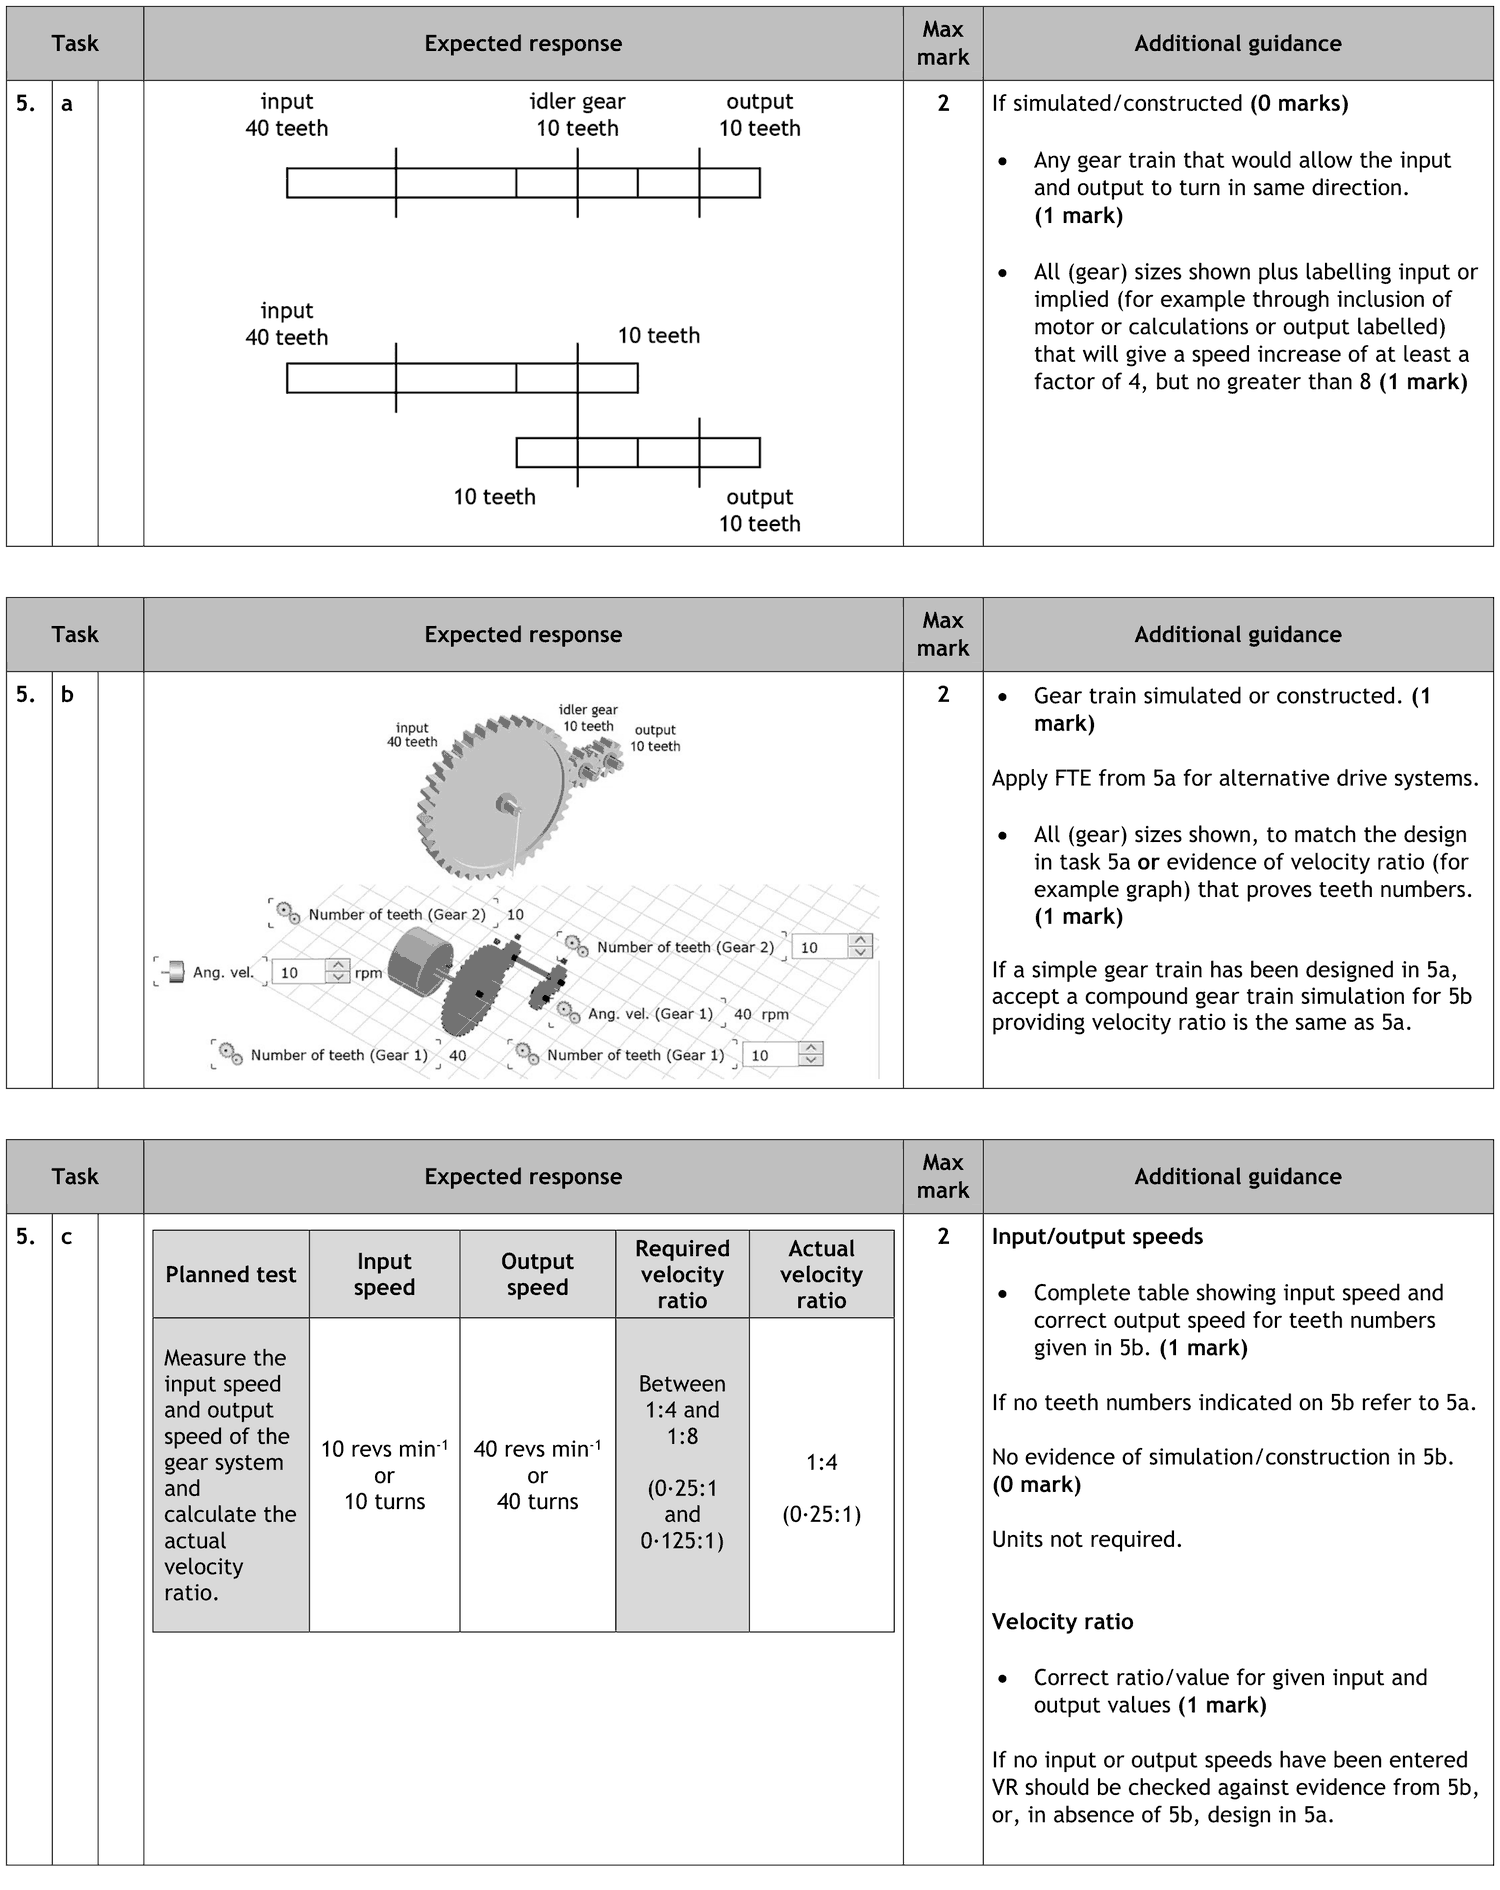 Task
Expected response
Max
mark
Additional guidance
5.
a
input
40 teeth
idler gear
10 teeth
output
10 teeth
input
40 teeth
10 teeth
10 teeth
output
10 teeth
2
If simulated/constructed (0 marks)
• Any gear train that would allow the input
and output to turn in same direction.
(1 mark)
• All (gear) sizes shown plus labelling input or
implied (for example through inclusion of
motor or calculations or output labelled)
that will give a speed increase of at least a
factor of 4, but no greater than 8 (1 mark)
Task
Expected response
Max
mark
Additional guidance
5.
b
input
40 teeth
idler gear
10 teeth
output
10 teeth
Number of teeth (Gear 2) 10
Number of teeth (Gear 2) 10
Ang. vel. 10 rpm
Ang. vel. (Gear 1) 40 rpm
Number of teeth (Gear 1) 40
Number of teeth (Gear 1) 10
2
• Gear train simulated or constructed. (1
mark)
Apply FTE from 5a for alternative drive systems.
• All (gear) sizes shown, to match the design
in task 5a or evidence of velocity ratio (for
example graph) that proves teeth numbers.
(1 mark)
If a simple gear train has been designed in 5a,
accept a compound gear train simulation for 5b
providing velocity ratio is the same as 5a.
Task
Expected response
Max
mark
Additional guidance
5.
c
Planned test
Input
speed
Output
speed
Required
velocity
ratio
Actual
velocity
ratio
Measure the
input speed
and output
speed of the
gear system
and
calculate the
actual
velocity
ratio.
10 revs min-1
or
10 turns
40 revs min-1
or
40 turns
Between
1:4 and
1:8
(0·25:1
and
0·125:1)
1:4
(0·25:1)
2
Input/output speeds
• Complete table showing input speed and
correct output speed for teeth numbers
given in 5b. (1 mark)
If no teeth numbers indicated on 5b refer to 5a.
No evidence of simulation/construction in 5b.
(0 mark)
Units not required.
Velocity ratio
• Correct ratio/value for given input and
output values (1 mark)
If no input or output speeds have been entered
VR should be checked against evidence from 5b,
or, in absence of 5b, design in 5a.